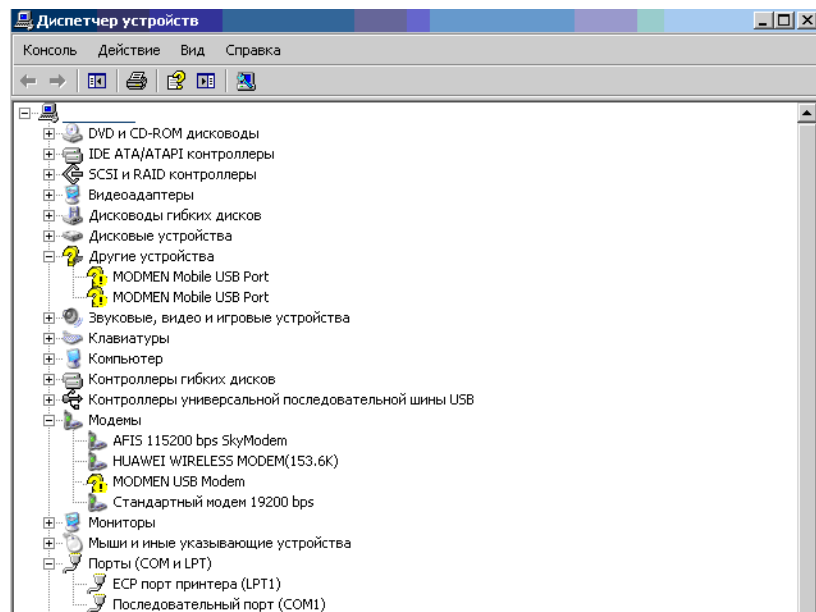 Диспетчер устройств
Консоль Действие Вид Справка
DVD и CD-ROM дисководы
IDE ATA/ATAPI контроллеры
SCSI и RAID контроллеры
Видеоадаптеры
Дисководы гибких дисков
Дисковые устройства
Другие устройства
MODMEN Mobile USB Port
MODMEN Mobile USB Port
Звуковые, видео и игровые устройства
Клавиатуры
Компьютер
Контроллеры гибких дисков
Контроллеры универсальной последовательной шины USB
Модемы
AFIS 115200 bps SkyModem
HUAWEI WIRELESS MODEM(153.6K)
MODMEN USB Modem
Стандартный модем 19200 bps
Мониторы
Мыши и иные указывающие устройства
Порты (COM и LPT)
ECP порт принтера (LPT1)
Последовательный порт (COM1)